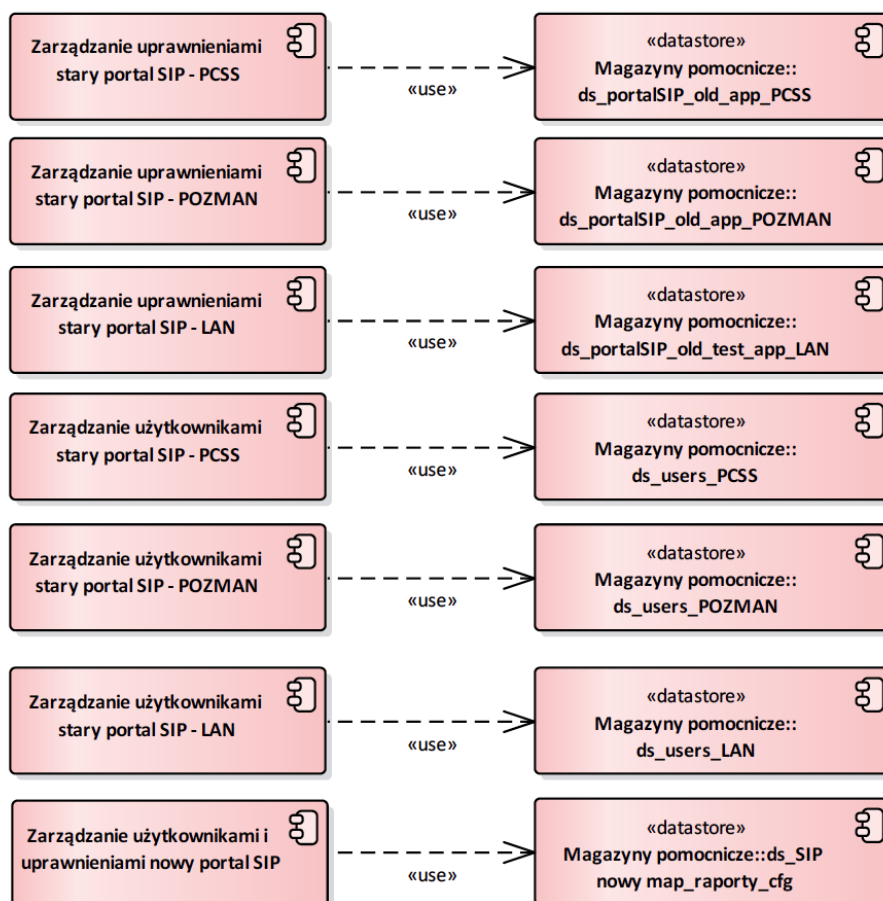 Zarządzanie uprawnieniami
stary portal SIP - PCSS
«use»
«datastore»
Magazyny pomocnicze::
ds_portalSIP_old_app_PCSS
Zarządzanie uprawnieniami
stary portal SIP - POZMAN
«use»
«datastore»
Magazyny pomocnicze::
ds_portalSIP_old_app_POZMAN
Zarządzanie uprawnieniami
stary portal SIP - LAN
«use»
«datastore»
Magazyny pomocnicze::
ds_portalSIP_old_test_app_LAN
Zarządzanie użytkownikami
stary portal SIP - PCSS
«use»
«datastore»
Magazyny pomocnicze::
ds_users_PCSS
Zarządzanie użytkownikami
stary portal SIP - POZMAN
«use»
«datastore»
Magazyny pomocnicze::
ds_users_POZMAN
Zarządzanie użytkownikami
stary portal SIP - LAN
«use»
«datastore»
Magazyny pomocnicze::
ds_users_LAN
Zarządzanie użytkownikami i
uprawnieniami nowy portal SIP
«use»
«datastore»
Magazyny pomocnicze::ds_SIP
nowy map_raporty_cfg